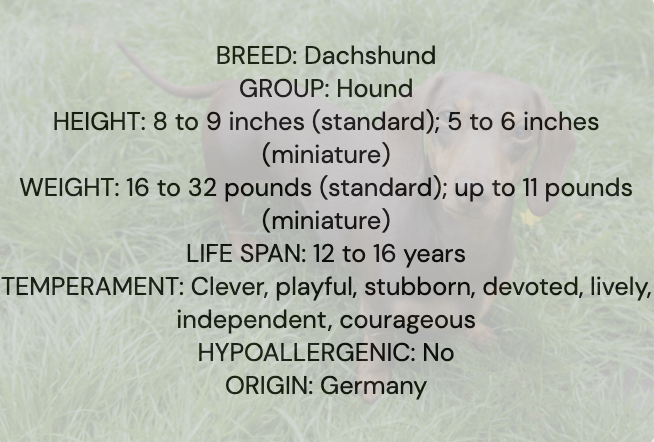 BREED: Dachshund
GROUP: Hound
HEIGHT: 8 to 9 inches (standard); 5 to 6 inches
(miniature)
WEIGHT: 16 to 32 pounds (standard); up to 11 pounds
(miniature)
LIFE SPAN: 12 to 16 years
TEMPERAMENT: Clever, playful, stubborn, devoted, lively,
independent, courageous
HYPOALLERGENIC: No
ORIGIN: Germany